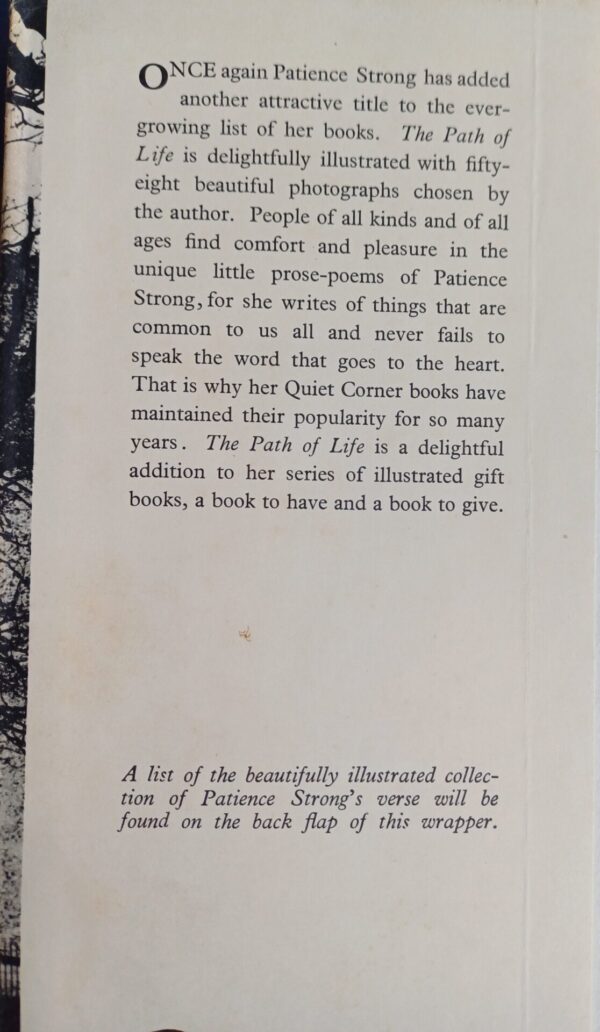 ONCE again Patience Strong has added
another attractive title to the ever-
growing list of her books. The Path of
Life is delightfully illustrated with fifty-
eight beautiful photographs chosen by
the author. People of all kinds and of all
ages find comfort and pleasure in the
unique little prose-poems of Patience
Strong, for she writes of things that are
common to us all and never fails to
speak the word that goes to the heart.
That is why her Quiet Corner books have
maintained their popularity for so many
years. The Path of Life is a delightful
addition to her series of illustrated gift
books, a book to have and a book to give.
A list of the beautifully illustrated collec-
tion of Patience Strong's verse will be
found on the back flap of this wrapper.